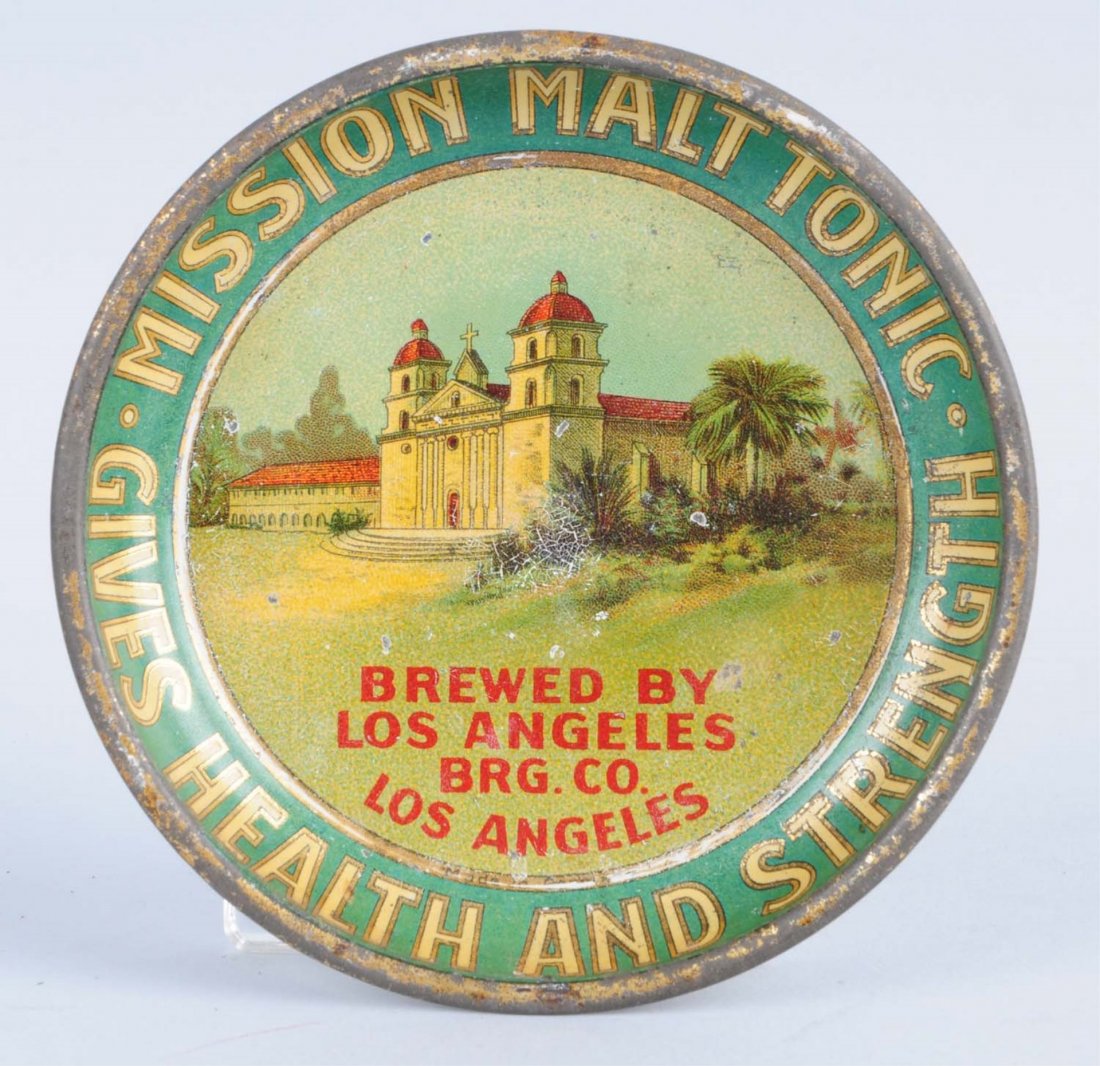 MISSION MALT TONIC
GIVES HEALTH AND STRENGTH
BREWED BY
LOS ANGELES
BRG. CO.
LOS ANGELES